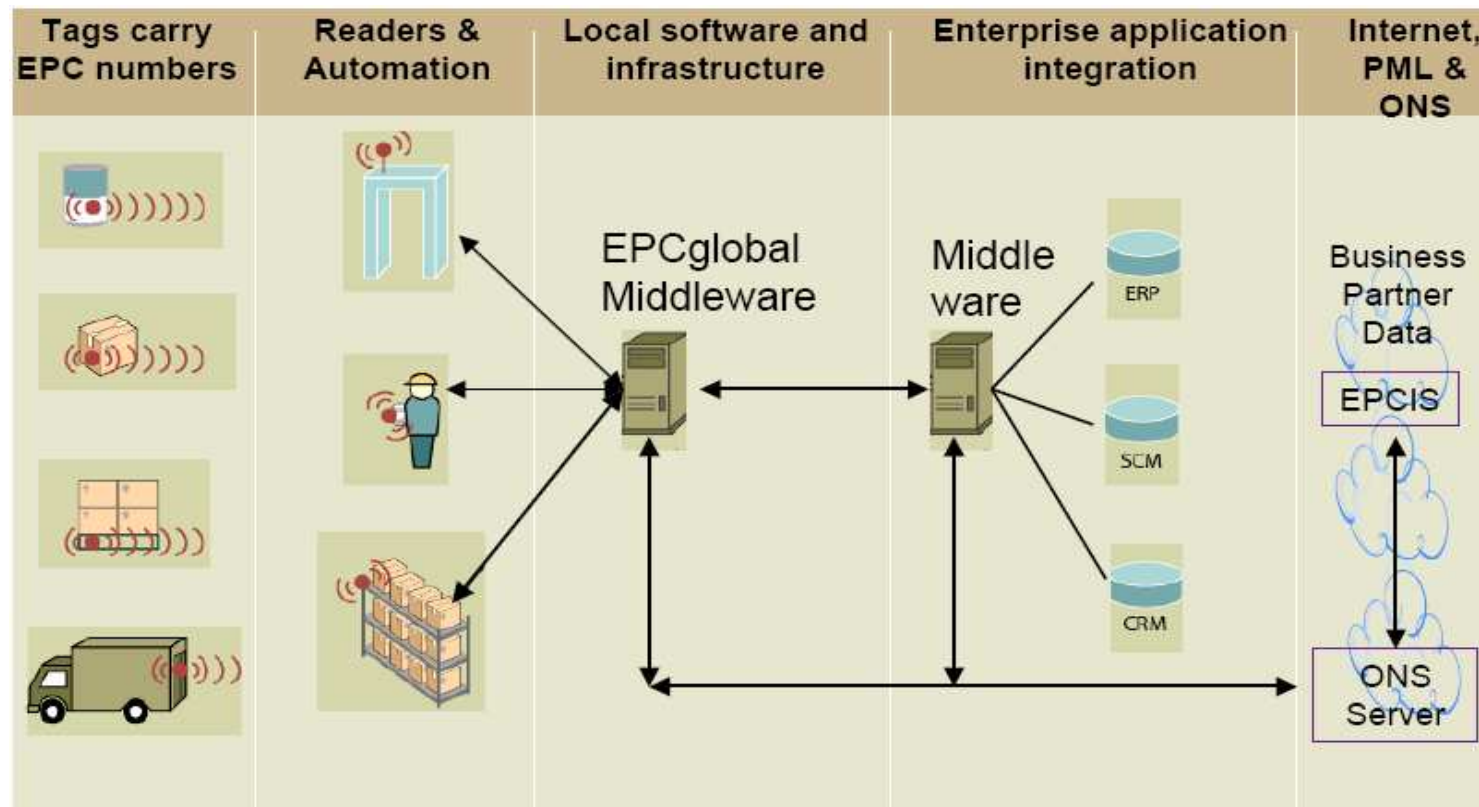 Tags carry
EPC numbers
Readers &
Automation
Local software and
infrastructure
Enterprise application
integration
Internet,
PML &
ONS
EPCglobal
Middleware
Middle
ware
ERP
SCM
CRM
Business
Partner
Data
EPCIS
ONS
Server